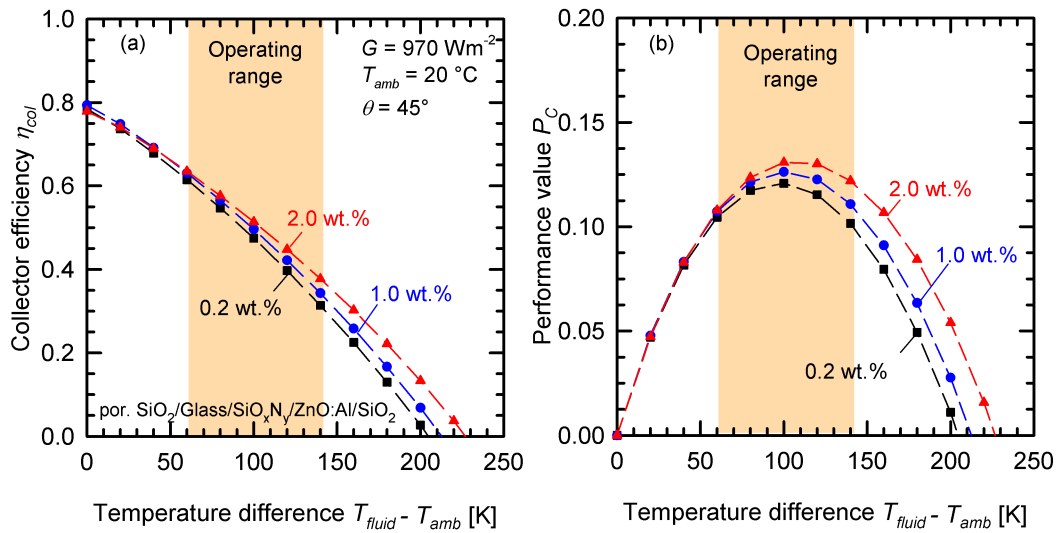 (a)
Operating
range
G = 970 Wm-2
Tamb = 20 °C
θ = 45°
2.0 wt.%
1.0 wt.%
0.2 wt.%
por. SiO2/Glass/SiOxNy/ZnO:Al/SiO2
Collector efficiency ηcol
1.0
0.8
0.6
0.4
0.2
0.0
0 50 100 150 200 250
Temperature difference Tfluid - Tamb [K]
(b)
Operating
range
2.0 wt.%
1.0 wt.%
0.2 wt.%
Performance value PC
0.20
0.15
0.10
0.05
0.00
0 50 100 150 200 250
Temperature difference Tfluid - Tamb [K]